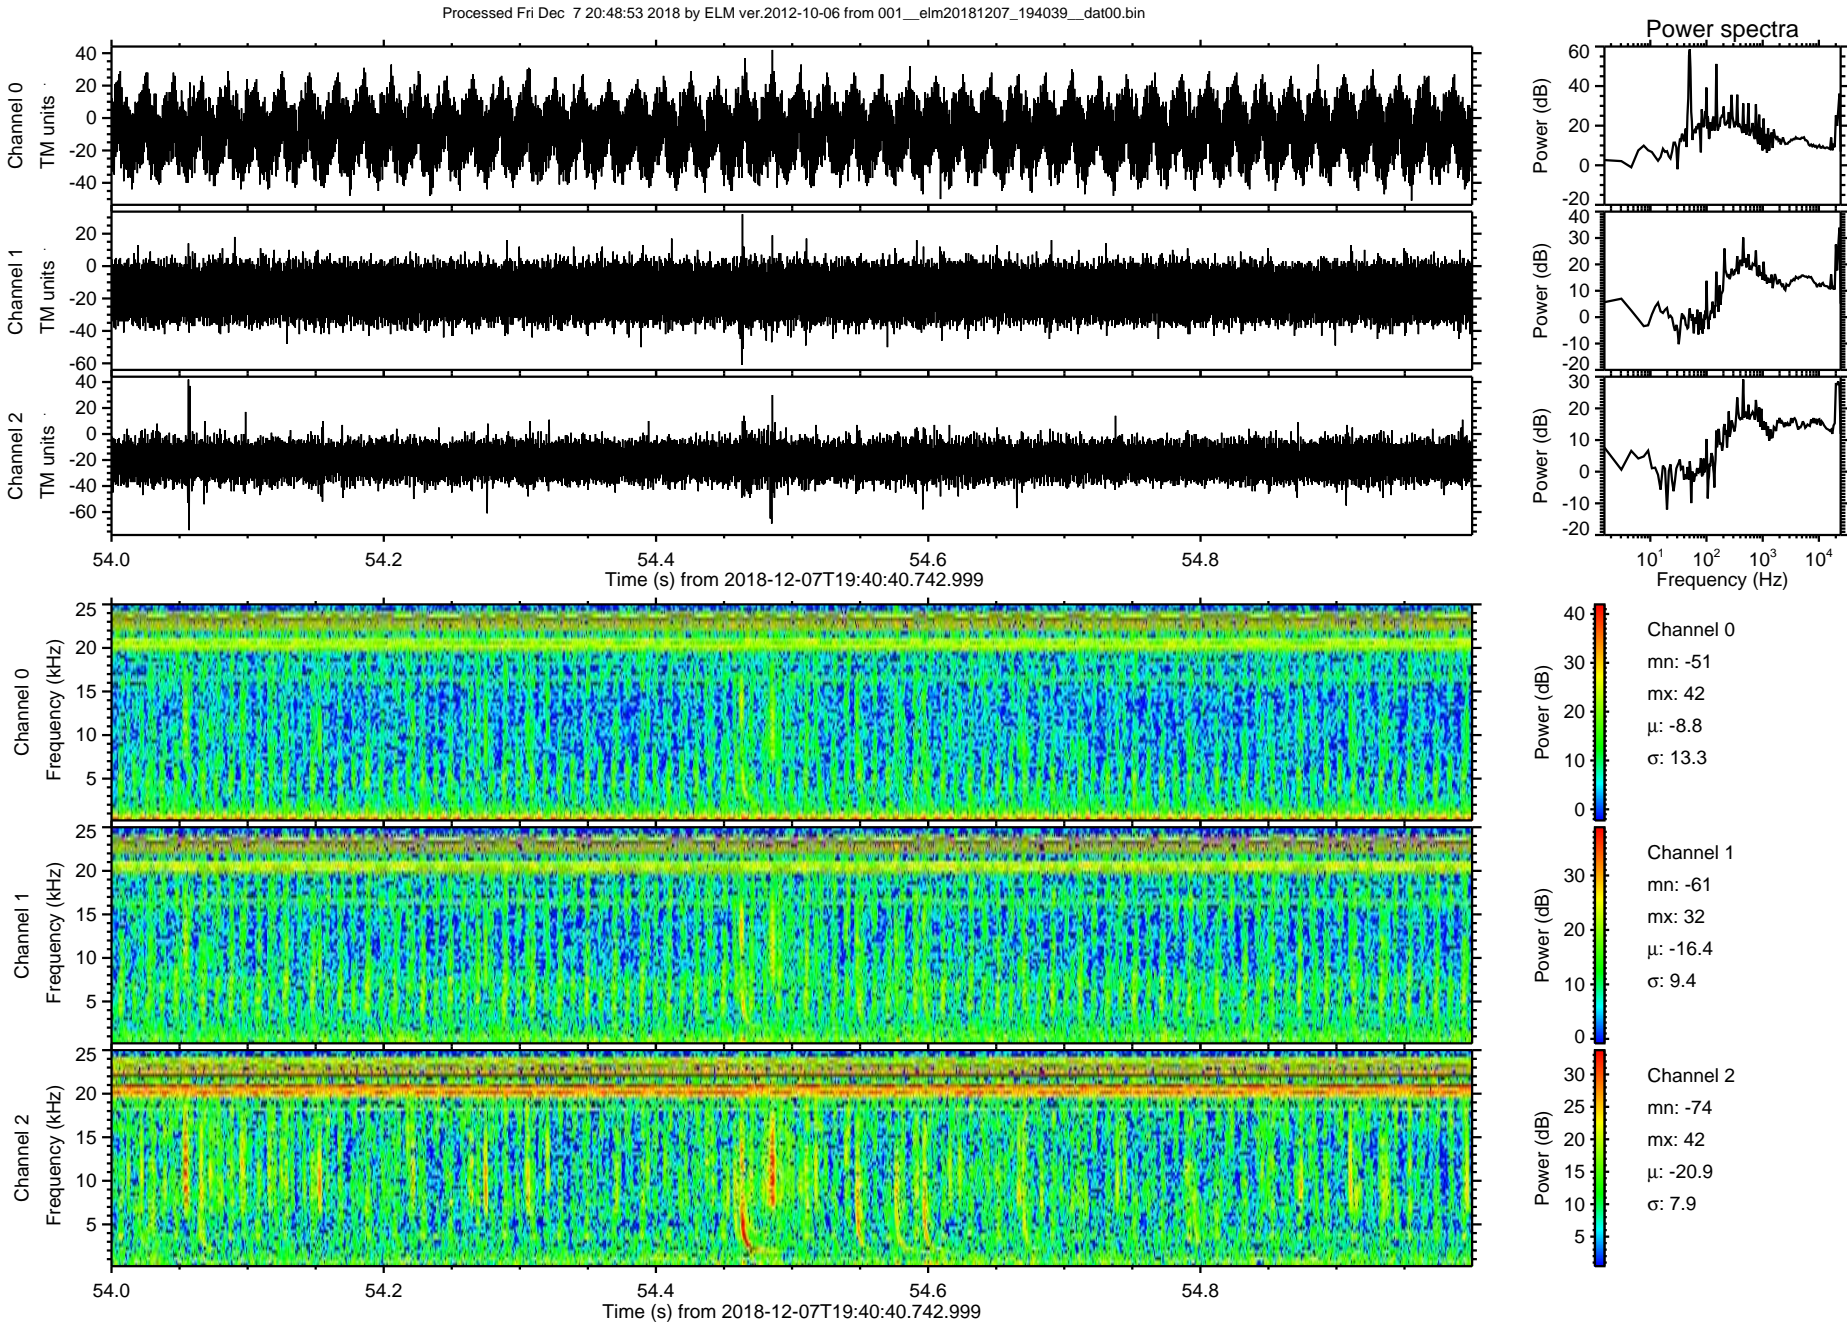 Processed Fri Dec 7 20:48:53 2018 by ELM ver.2012-10-06 from 001__elm20181207_194039__dat00.bin
Power spectra
Channel 0
TM units
40
20
0
-20
-40
Power (dB)
60
40
20
0
-20
Channel 1
TM units
20
0
-20
-40
-60
Power (dB)
40
30
20
10
0
-10
-20
Channel 2
TM units
40
20
0
-20
-40
-60
Power (dB)
30
20
10
0
-10
-20
54.0 54.2 54.4 54.6 54.8
Time (s) from 2018-12-07T19:40:40.742.999
10¹ 10² 10³ 10⁴
Frequency (Hz)
Channel 0
Frequency (kHz)
25
20
15
10
5
Power (dB)
40
30
20
10
0
Channel 0
mn: -51
mx: 42
μ: -8.8
σ: 13.3
Channel 1
Frequency (kHz)
25
20
15
10
5
Power (dB)
30
20
10
0
Channel 1
mn: -61
mx: 32
μ: -16.4
σ: 9.4
Channel 2
Frequency (kHz)
25
20
15
10
5
Power (dB)
30
25
20
15
10
5
Channel 2
mn: -74
mx: 42
μ: -20.9
σ: 7.9
54.0 54.2 54.4 54.6 54.8
Time (s) from 2018-12-07T19:40:40.742.999